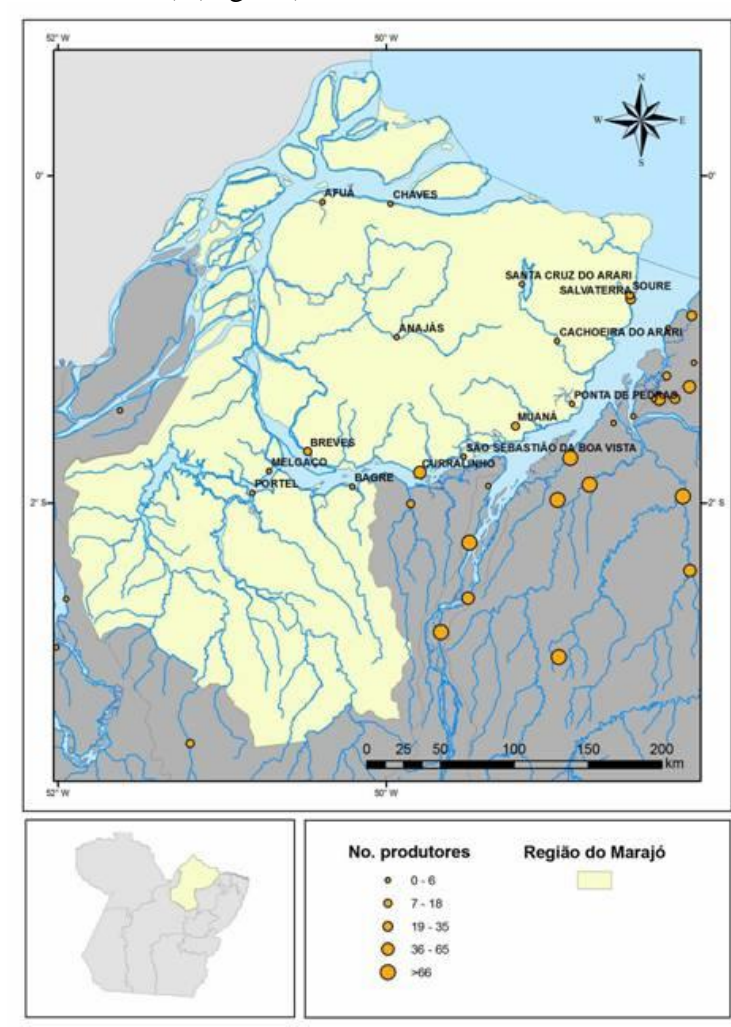 52° W
50° W
N
W
E
S
0°
0°
AFUÁ
CHAVES
SANTA CRUZ DO ARARI
SALVATERRA
SOURE
ANAJÁS
CACHOEIRA DO ARARI
PONTA DE PEDRAS
MUANÁ
BREVES
SÃO SEBASTIÃO DA BOA VISTA
MELGAÇO
CURRALINHO
PORTEL
BAGRE
2° S
2° S
0 25 50 100 150 200
km
52° W
50° W
No. produtores
Região do Marajó
0 - 6
7 - 18
19 - 35
36 - 65
>66